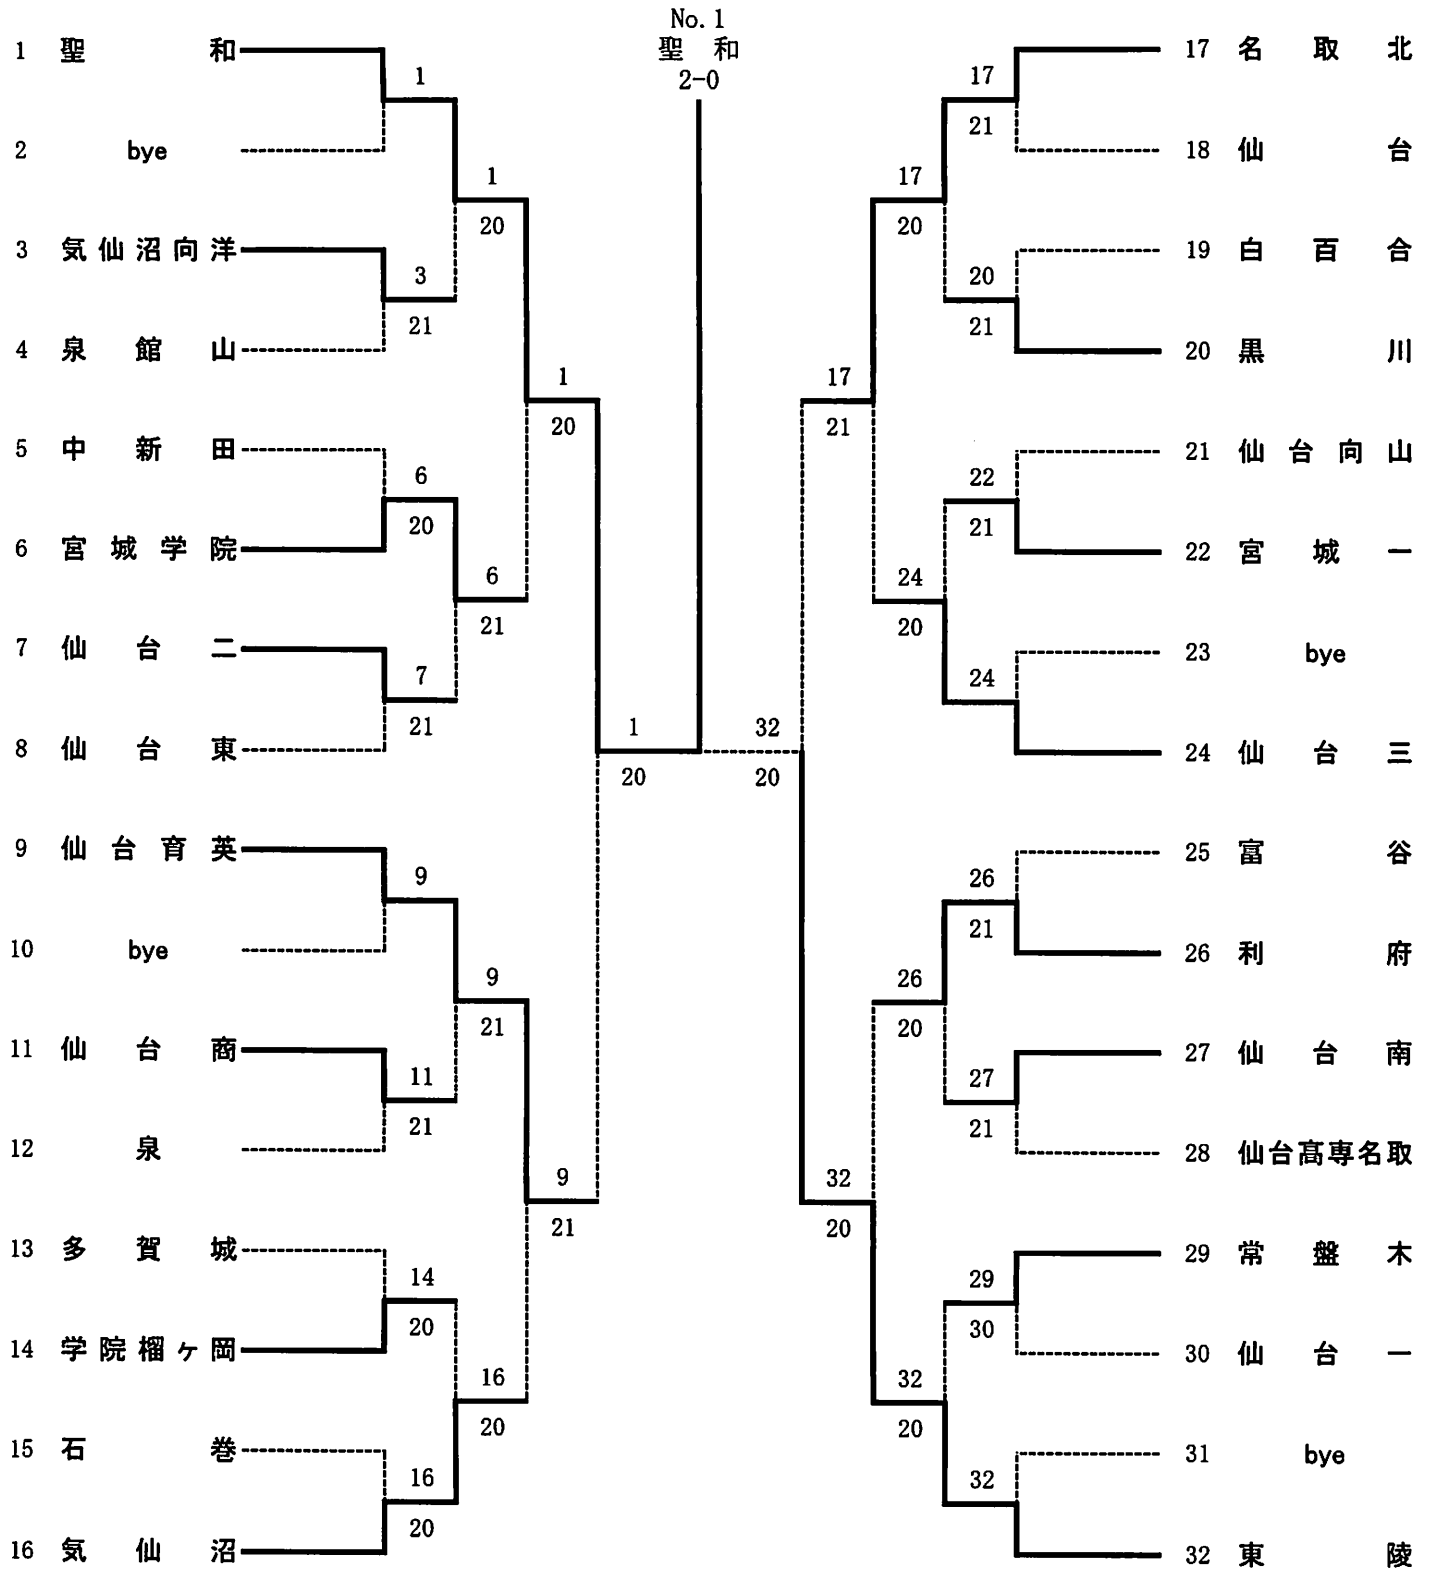 No. 1
聖 和
2-0
1 聖 和
2 bye
3 気仙沼向洋
4 泉 館 山
5 中 新 田
6 宮城学院
7 仙 台 二
8 仙 台 東
9 仙台育英
10 bye
11 仙 台 商
12 泉
13 多 賀 城
14 学院榴ヶ岡
15 石 巻
16 気 仙 沼
1
3
21
6
20
7
21
9
11
21
14
20
16
20
1
20
6
21
9
21
16
20
1
20
9
21
1
20
32
20
17
21
32
20
17
20
24
20
26
20
32
20
17
21
20
21
22
21
24
26
21
27
21
29
30
32
17 名 取 北
18 仙 台
19 白 百 合
20 黒 川
21 仙台向山
22 宮 城 一
23 bye
24 仙 台 三
25 富 谷
26 利 府
27 仙 台 南
28 仙台高専名取
29 常 盤 木
30 仙 台 一
31 bye
32 東 陵